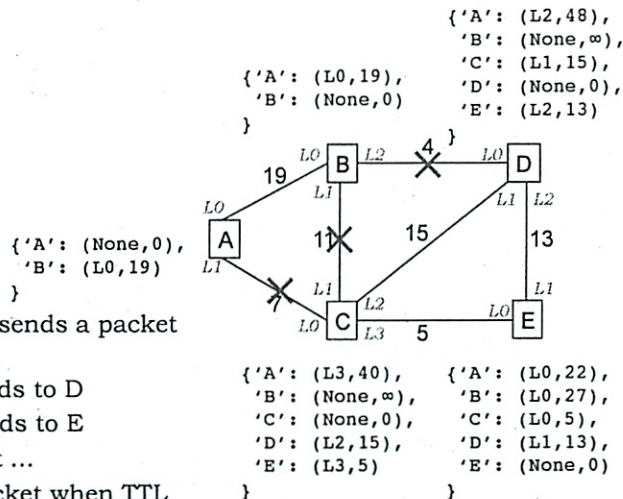 {'A': (L2,48),
'B': (None,∞),
'C': (L1,15),
'D': (None,0),
'E': (L2,13)
}
{'A': (L0,19),
'B': (None,0)
}
L0 B L2 4 L0 D
19 L1 L1 L2
L0
{'A': (None,0),
'B': (L0,19)
}
A 11 15 13
L1
7
L1 L2 L1
L0 C L3 5 L0 E
sends a packet
ds to D
ds to E
t ...
cket when TTL
{'A': (L3,40),
'B': (None,∞),
'C': (None,0),
'D': (L2,15),
'E': (L3,5)
}
{'A': (L0,22),
'B': (L0,27),
'C': (L0,5),
'D': (L1,13),
'E': (None,0)
}